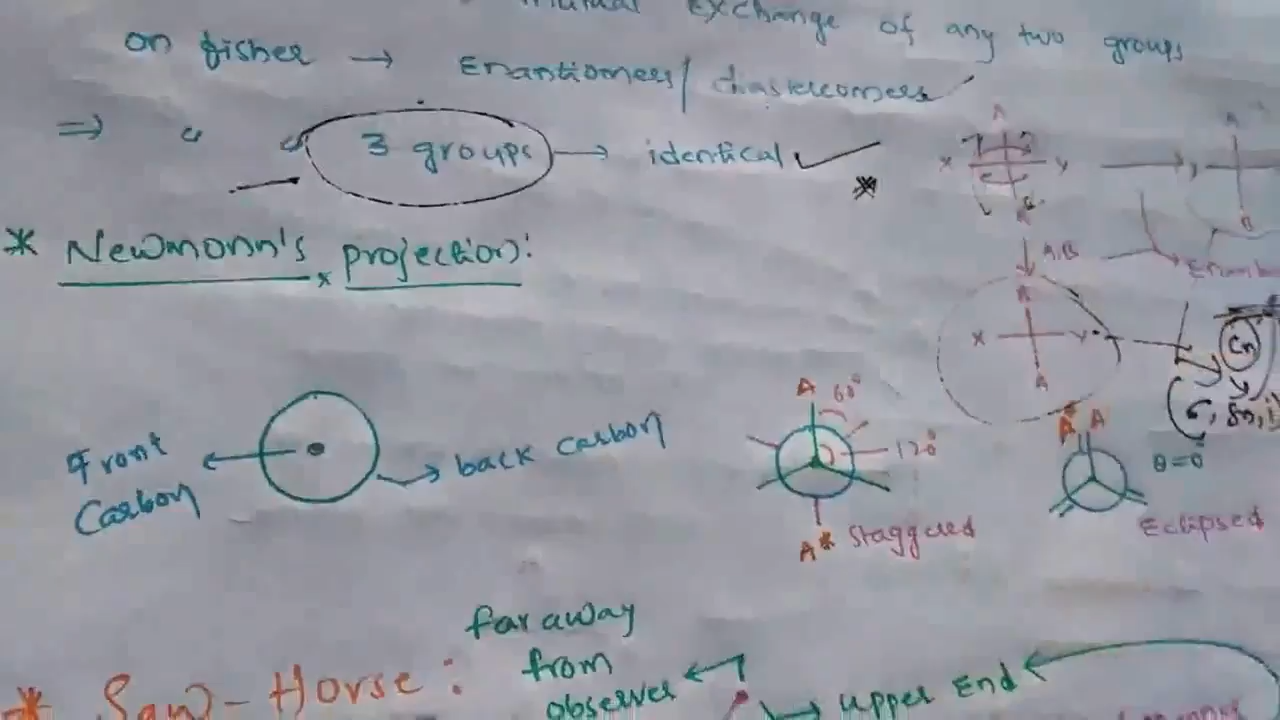 mutual exchange of any two groups
on fisher → Enantiomers/diastereomers
⇒ " " 3 groups → identical ✓
A
X Y
A,B
* Newmann's projection:
X Y
A
Front Carbon
back carbon
A 60°
120°
A* Staggered
A* A
θ=0°
Eclipsed
* Saw-Horse:
far away
from
observer
Upper End